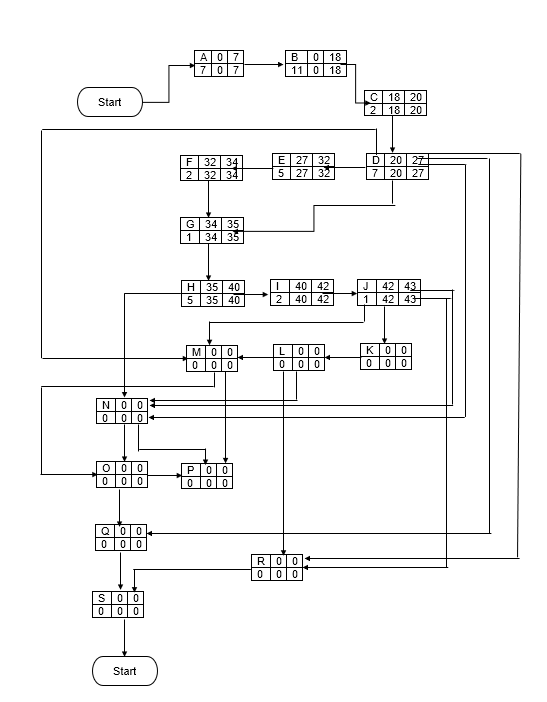 A 0 7
7 0 7
B 0 18
11 0 18
Start
C 18 20
2 18 20
F 32 34
2 32 34
E 27 32
5 27 32
D 20 27
7 20 27
G 34 35
1 34 35
H 35 40
5 35 40
I 40 42
2 40 42
J 42 43
1 42 43
M 0 0
0 0 0
L 0 0
0 0 0
K 0 0
0 0 0
N 0 0
0 0 0
O 0 0
0 0 0
P 0 0
0 0 0
Q 0 0
0 0 0
R 0 0
0 0 0
S 0 0
0 0 0
Start